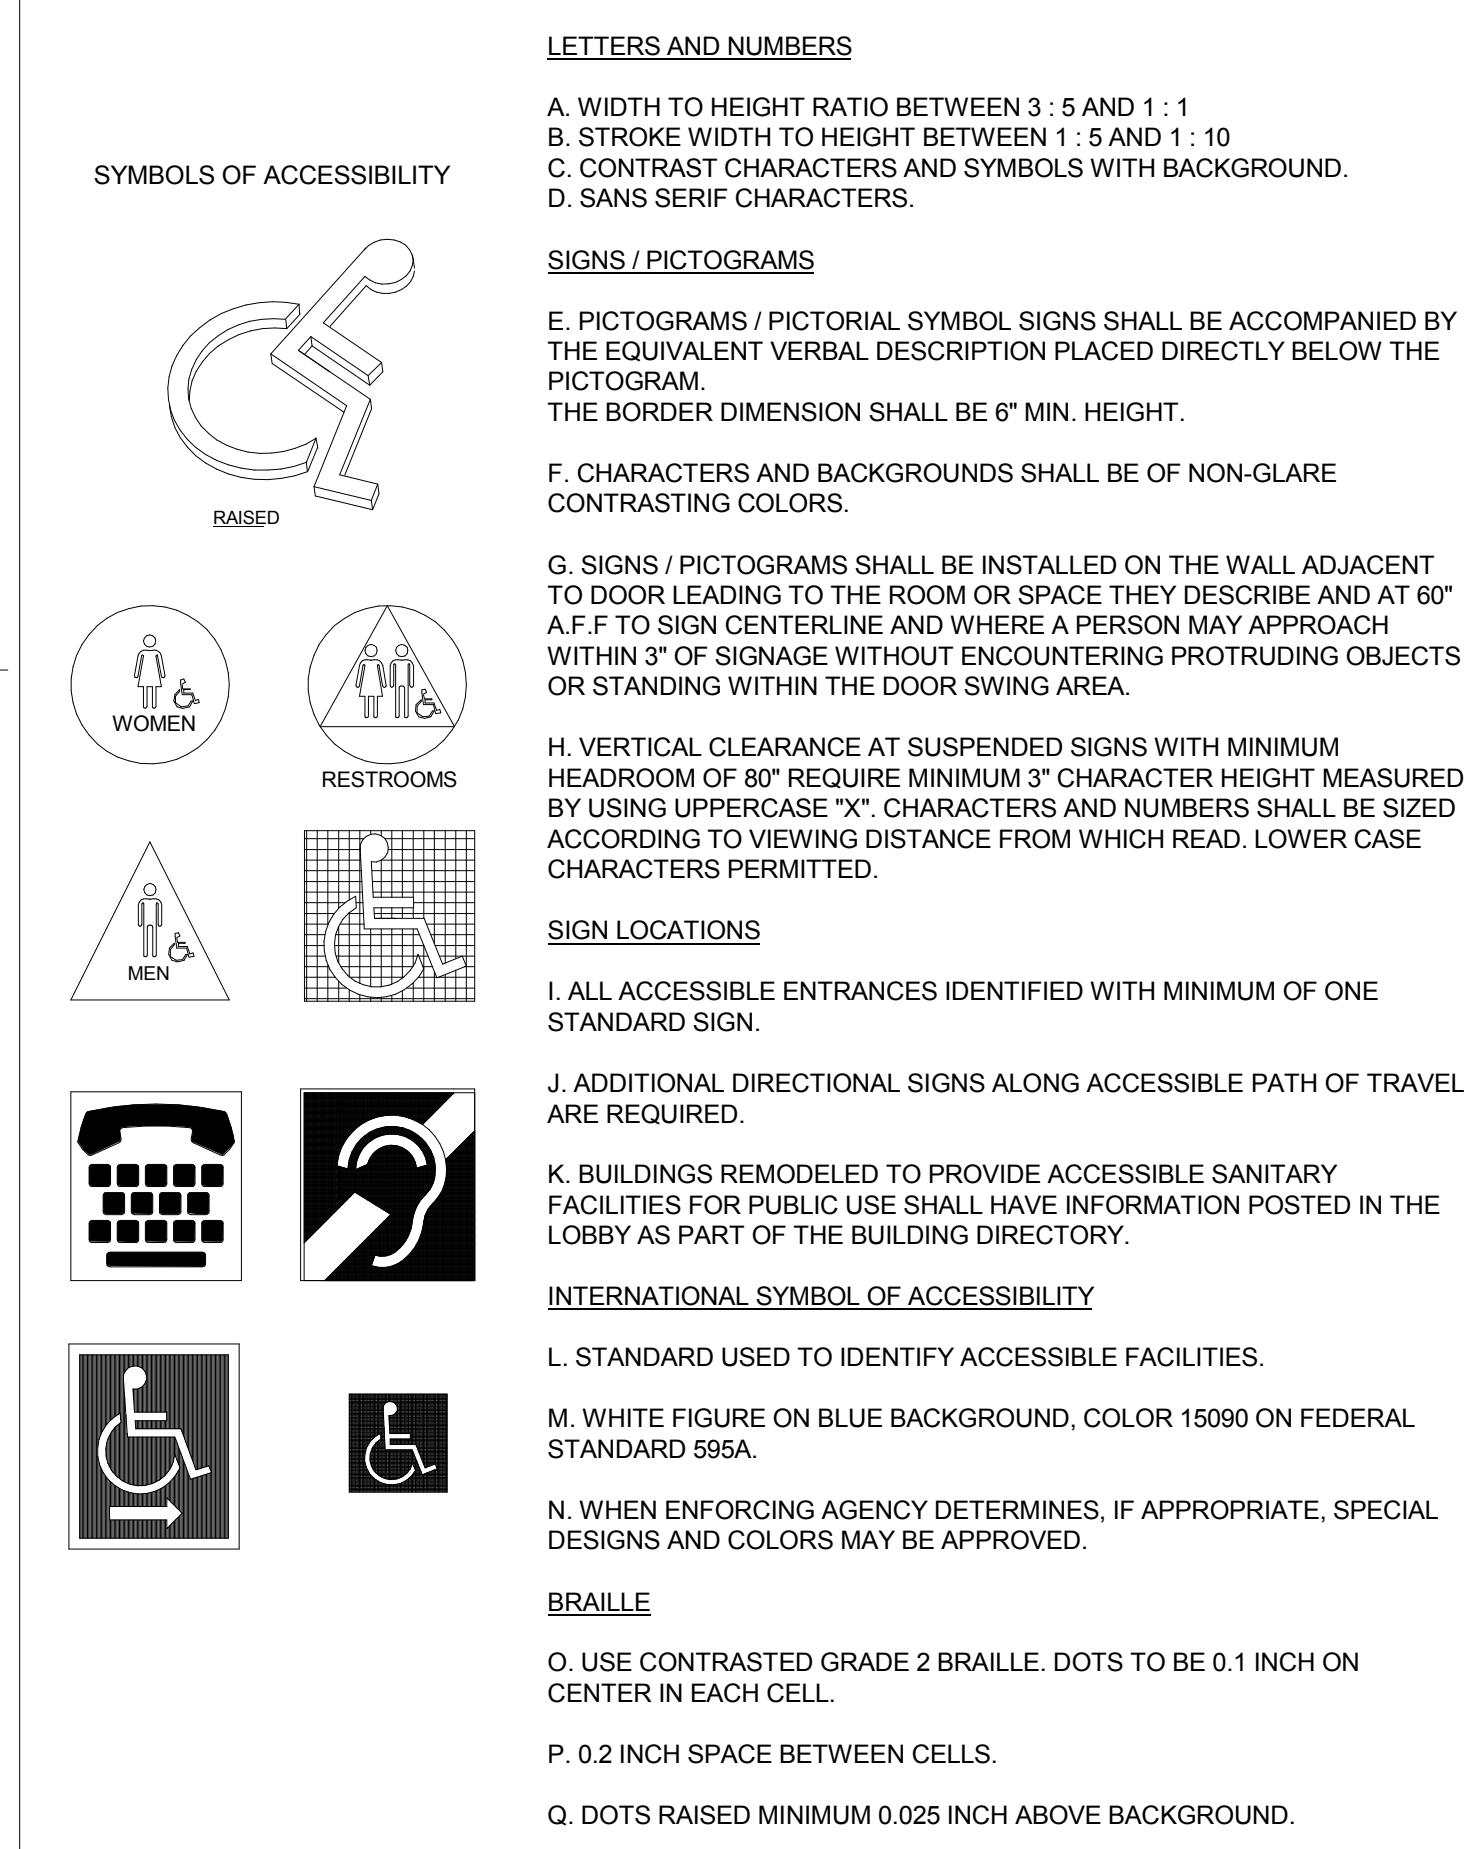 SYMBOLS OF ACCESSIBILITY
RAISED
WOMEN
RESTROOMS
MEN
LETTERS AND NUMBERS
A. WIDTH TO HEIGHT RATIO BETWEEN 3 : 5 AND 1 : 1
B. STROKE WIDTH TO HEIGHT BETWEEN 1 : 5 AND 1 : 10
C. CONTRAST CHARACTERS AND SYMBOLS WITH BACKGROUND.
D. SANS SERIF CHARACTERS.
SIGNS / PICTOGRAMS
E. PICTOGRAMS / PICTORIAL SYMBOL SIGNS SHALL BE ACCOMPANIED BY
THE EQUIVALENT VERBAL DESCRIPTION PLACED DIRECTLY BELOW THE
PICTOGRAM.
THE BORDER DIMENSION SHALL BE 6" MIN. HEIGHT.
F. CHARACTERS AND BACKGROUNDS SHALL BE OF NON-GLARE
CONTRASTING COLORS.
G. SIGNS / PICTOGRAMS SHALL BE INSTALLED ON THE WALL ADJACENT
TO DOOR LEADING TO THE ROOM OR SPACE THEY DESCRIBE AND AT 60"
A.F.F TO SIGN CENTERLINE AND WHERE A PERSON MAY APPROACH
WITHIN 3" OF SIGNAGE WITHOUT ENCOUNTERING PROTRUDING OBJECTS
OR STANDING WITHIN THE DOOR SWING AREA.
H. VERTICAL CLEARANCE AT SUSPENDED SIGNS WITH MINIMUM
HEADROOM OF 80" REQUIRE MINIMUM 3" CHARACTER HEIGHT MEASURED
BY USING UPPERCASE "X". CHARACTERS AND NUMBERS SHALL BE SIZED
ACCORDING TO VIEWING DISTANCE FROM WHICH READ. LOWER CASE
CHARACTERS PERMITTED.
SIGN LOCATIONS
I. ALL ACCESSIBLE ENTRANCES IDENTIFIED WITH MINIMUM OF ONE
STANDARD SIGN.
J. ADDITIONAL DIRECTIONAL SIGNS ALONG ACCESSIBLE PATH OF TRAVEL
ARE REQUIRED.
K. BUILDINGS REMODELED TO PROVIDE ACCESSIBLE SANITARY
FACILITIES FOR PUBLIC USE SHALL HAVE INFORMATION POSTED IN THE
LOBBY AS PART OF THE BUILDING DIRECTORY.
INTERNATIONAL SYMBOL OF ACCESSIBILITY
L. STANDARD USED TO IDENTIFY ACCESSIBLE FACILITIES.
M. WHITE FIGURE ON BLUE BACKGROUND, COLOR 15090 ON FEDERAL
STANDARD 595A.
N. WHEN ENFORCING AGENCY DETERMINES, IF APPROPRIATE, SPECIAL
DESIGNS AND COLORS MAY BE APPROVED.
BRAILLE
O. USE CONTRASTED GRADE 2 BRAILLE. DOTS TO BE 0.1 INCH ON
CENTER IN EACH CELL.
P. 0.2 INCH SPACE BETWEEN CELLS.
Q. DOTS RAISED MINIMUM 0.025 INCH ABOVE BACKGROUND.